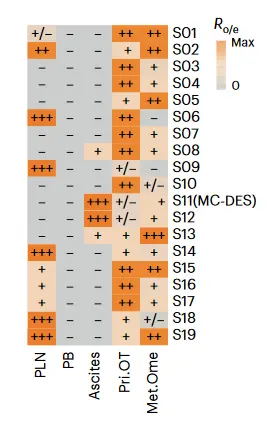 R o/e
Max
0
+/− − − ++ ++ S01
++ − − + ++ S02
− − − ++ + S03
− − − ++ + S04
− − − + ++ S05
+++ − − ++ − S06
− − − ++ + S07
− − + ++ + S08
+++ − − +/− − S09
− − − ++ +/− S10
− − +++ +/− + S11(MC-DES)
− − +++ +/− + S12
− − + + +++ S13
+++ − − + + S14
+ − − ++ ++ S15
+ − − ++ + S16
+ − − ++ + S17
+++ − − + +/− S18
+++ − − + ++ S19
PLN
PB
Ascites
Pri.OT
Met.Ome